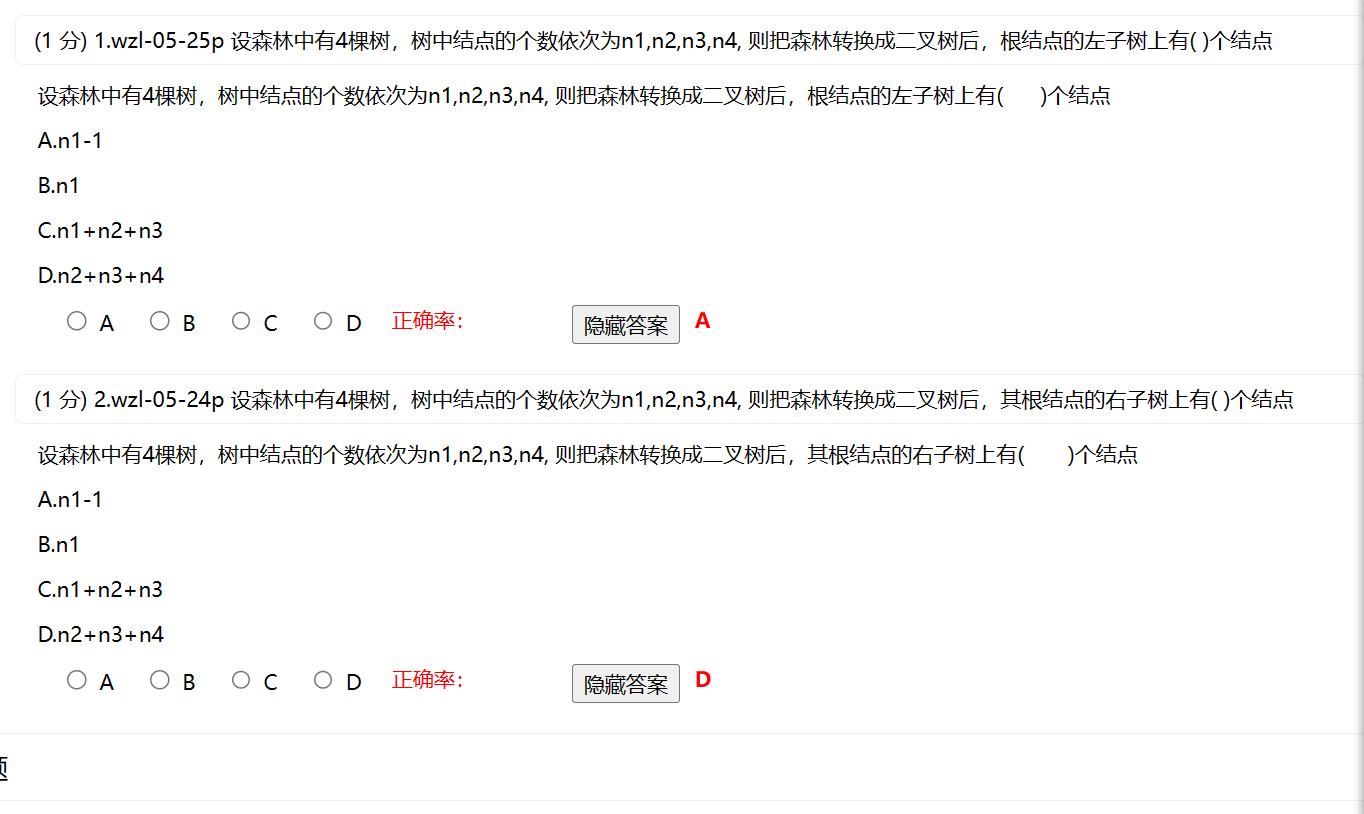 (1 分) 1.wzl-05-25p 设森林中有4棵树，树中结点的个数依次为n1,n2,n3,n4, 则把森林转换成二叉树后，根结点的左子树上有( )个结点
设森林中有4棵树，树中结点的个数依次为n1,n2,n3,n4, 则把森林转换成二叉树后，根结点的左子树上有( )个结点
A.n1-1
B.n1
C.n1+n2+n3
D.n2+n3+n4
A B C D 正确率： 隐藏答案 A
(1 分) 2.wzl-05-24p 设森林中有4棵树，树中结点的个数依次为n1,n2,n3,n4, 则把森林转换成二叉树后，其根结点的右子树上有( )个结点
设森林中有4棵树，树中结点的个数依次为n1,n2,n3,n4, 则把森林转换成二叉树后，其根结点的右子树上有( )个结点
A.n1-1
B.n1
C.n1+n2+n3
D.n2+n3+n4
A B C D 正确率： 隐藏答案 D